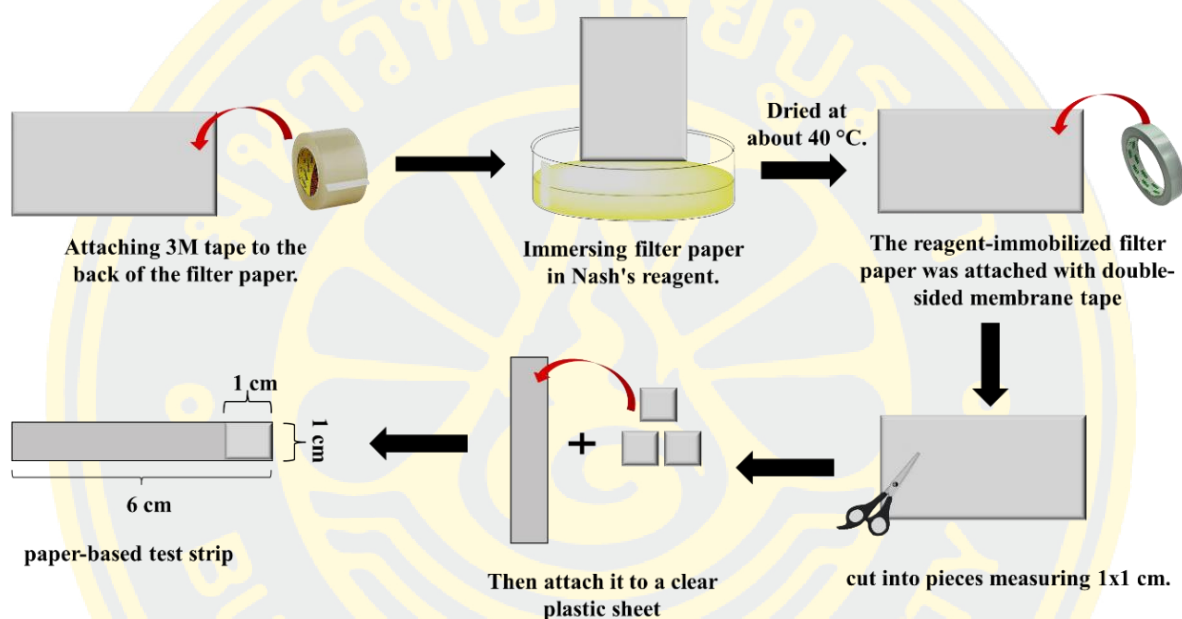 Attaching 3M tape to the
back of the filter paper.
Immersing filter paper
in Nash's reagent.
Dried at
about 40 °C.
The reagent-immobilized filter
paper was attached with double-
sided membrane tape
cut into pieces measuring 1x1 cm.
Then attach it to a clear
plastic sheet
1 cm
1 cm
6 cm
paper-based test strip